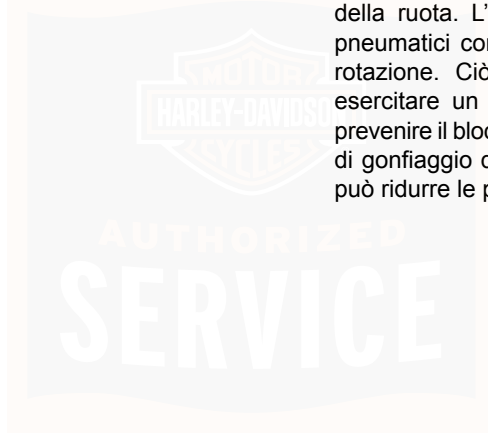 della ruota. L'
pneumatici co
rotazione. Ciò
esercitare un
prevenire il bloc
di gonfiaggio
può ridurre le
MOTOR
HARLEY-DAVIDSON
CYCLES
AUTHORIZED
SERVICE